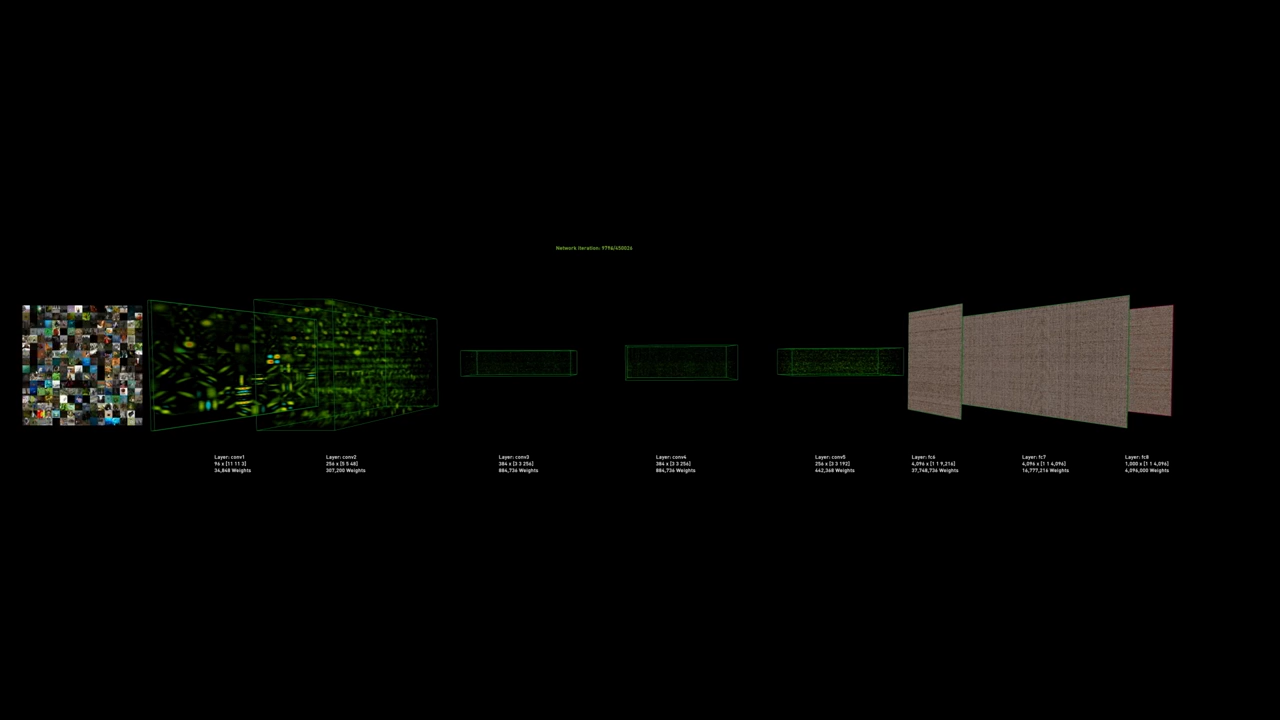 Network iteration: 9796/450026
Layer: conv1
96 x [11 11 3]
34,848 Weights
Layer: conv2
256 x [5 5 48]
307,200 Weights
Layer: conv3
384 x [3 3 256]
884,736 Weights
Layer: conv4
384 x [3 3 256]
884,736 Weights
Layer: conv5
256 x [3 3 192]
442,368 Weights
Layer: fc6
4,096 x [1 1 9,216]
37,748,736 Weights
Layer: fc7
4,096 x [1 1 4,096]
16,777,216 Weights
Layer: fc8
1,000 x [1 1 4,096]
4,096,000 Weights